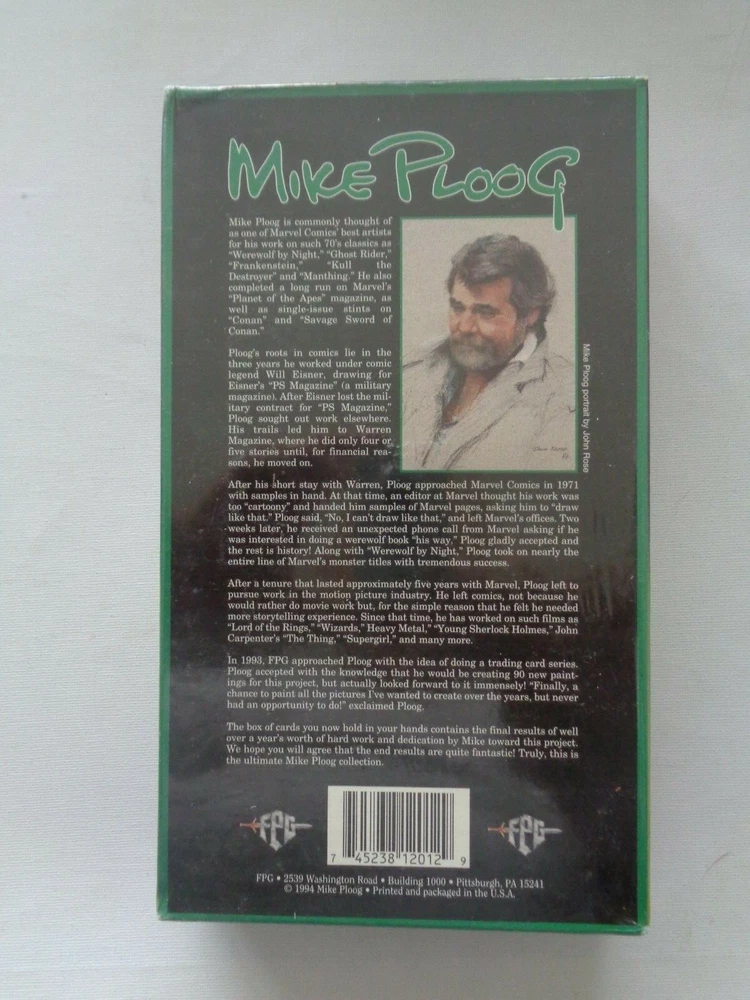 MIKE PLOOG
Mike Ploog is commonly thought of
as one of Marvel Comics' best artists
for his work on such 70's classics as
"Werewolf by Night," "Ghost Rider,"
"Frankenstein," "Kull the
Destroyer" and "Manthing." He also
completed a long run on Marvel's
"Planet of the Apes" magazine, as
well as single-issue stints on
"Conan" and "Savage Sword of
Conan."
Ploog's roots in comics lie in the
three years he worked under comic
legend Will Eisner, drawing for
Eisner's "PS Magazine" (a military
magazine). After Eisner lost the mil-
itary contract for "PS Magazine,"
Ploog sought out work elsewhere.
His trails led him to Warren
Magazine, where he did only four or
five stories until, for financial rea-
sons, he moved on.
Mike Ploog portrait by John Rose
After his short stay with Warren, Ploog approached Marvel Comics in 1971
with samples in hand. At that time, an editor at Marvel thought his work was
too "cartoony" and handed him samples of Marvel pages, asking him to "draw
like that." Ploog said, "No, I can't draw like that," and left Marvel's offices. Two
weeks later, he received an unexpected phone call from Marvel asking if he
was interested in doing a werewolf book "his way." Ploog gladly accepted and
the rest is history! Along with "Werewolf by Night," Ploog took on nearly the
entire line of Marvel's monster titles with tremendous success.
After a tenure that lasted approximately five years with Marvel, Ploog left to
pursue work in the motion picture industry. He left comics, not because he
would rather do movie work but, for the simple reason that he felt he needed
more storytelling experience. Since that time, he has worked on such films as
"Lord of the Rings," "Wizards," Heavy Metal," "Young Sherlock Holmes," John
Carpenter's "The Thing," "Supergirl," and many more.
In 1993, FPG approached Ploog with the idea of doing a trading card series.
Ploog accepted with the knowledge that he would be creating 90 new paint-
ings for this project, but actually looked forward to it immensely! "Finally, a
chance to paint all the pictures I've wanted to create over the years, but never
had an opportunity to do!" exclaimed Ploog.
The box of cards you now hold in your hands contains the final results of well
over a year's worth of hard work and dedication by Mike toward this project.
We hope you will agree that the end results are quite fantastic! Truly, this is
the ultimate Mike Ploog collection.
FPG
7 45238 12012 9
FPG
FPG • 2539 Washington Road • Building 1000 • Pittsburgh, PA 15241
© 1994 Mike Ploog • Printed and packaged in the U.S.A.